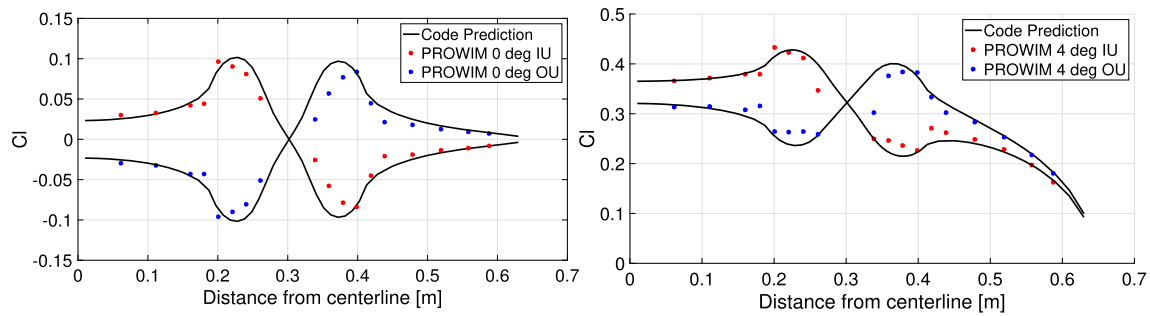 0.15
0.1
0.05
0
-0.05
-0.1
-0.15
Cl
0 0.1 0.2 0.3 0.4 0.5 0.6 0.7
Distance from centerline [m]
Code Prediction
PROWIM 0 deg IU
PROWIM 0 deg OU
0.5
0.4
0.3
0.2
0.1
0
Cl
0 0.1 0.2 0.3 0.4 0.5 0.6 0.7
Distance from centerline [m]
Code Prediction
PROWIM 4 deg IU
PROWIM 4 deg OU